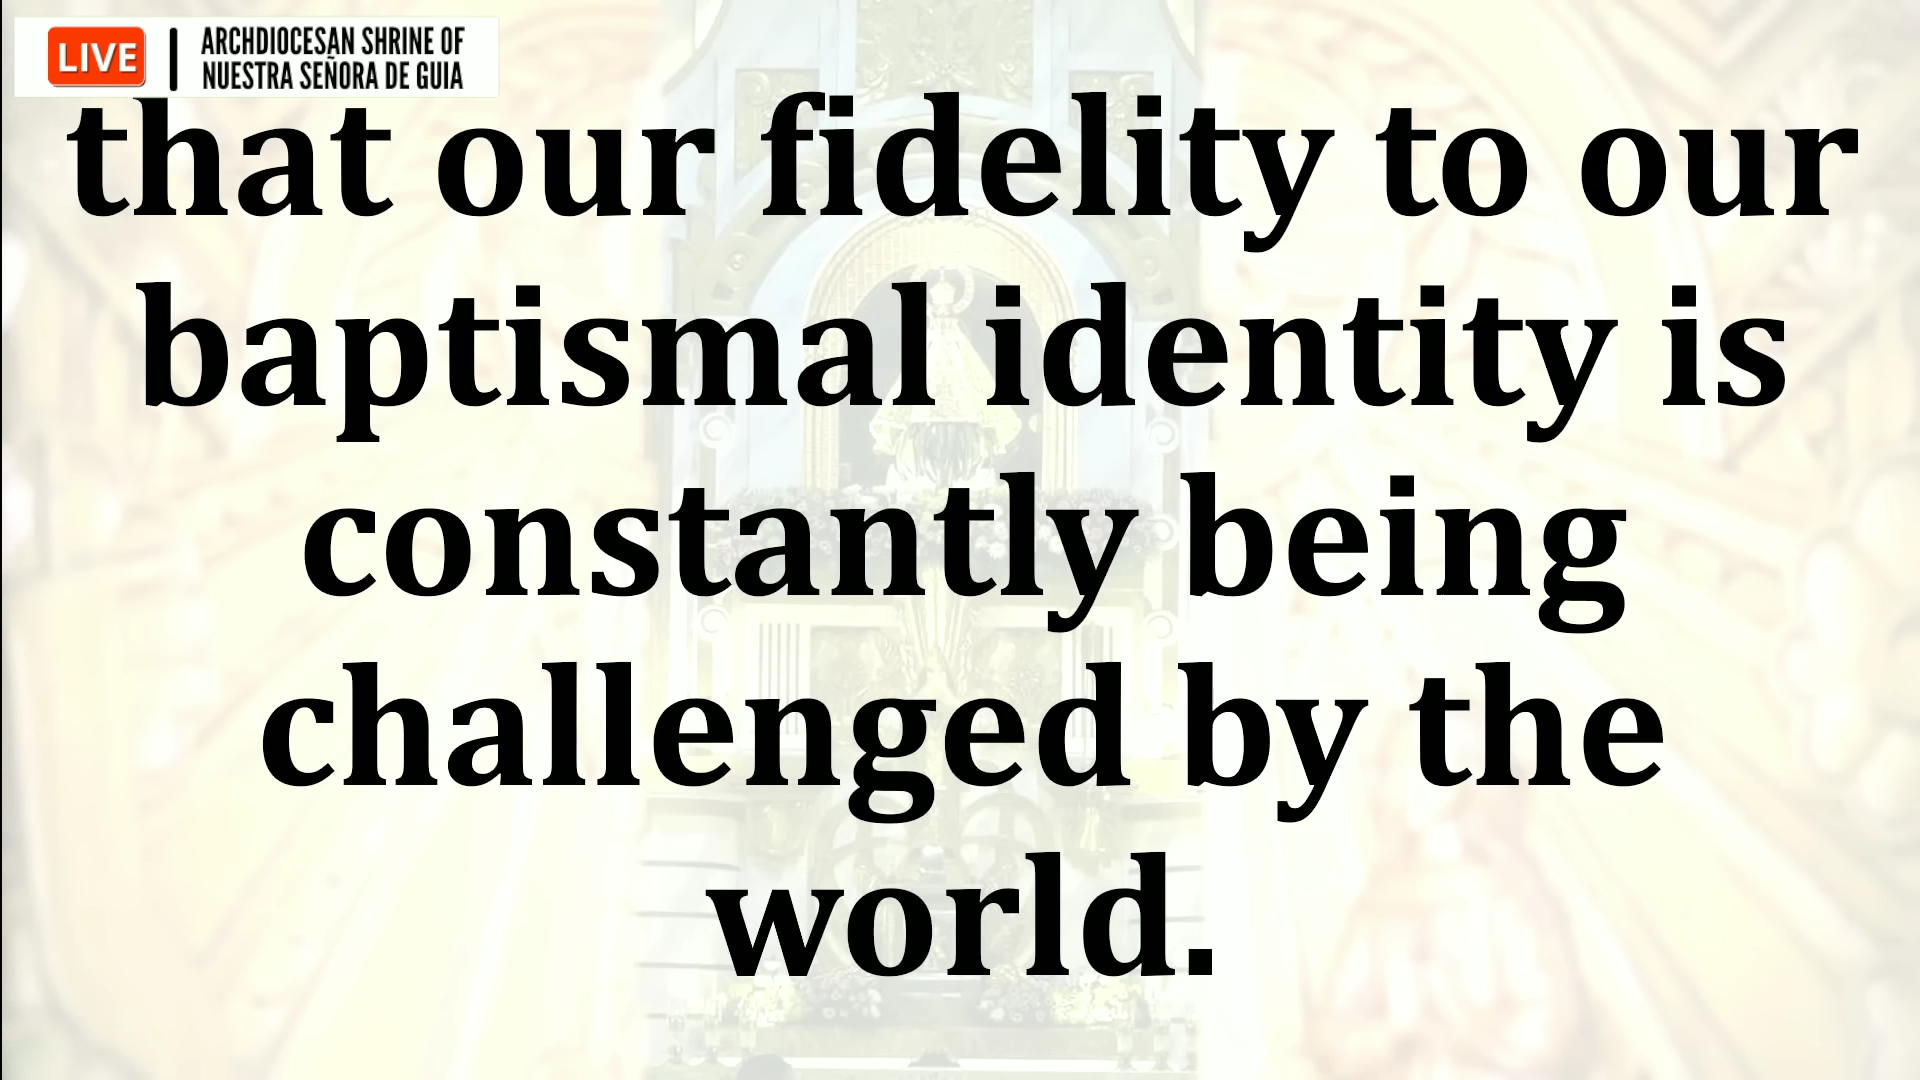 LIVE
ARCHDIOCESAN SHRINE OF
NUESTRA SEÑORA DE GUIA
that our fidelity to our
baptismal identity is
constantly being
challenged by the
world.